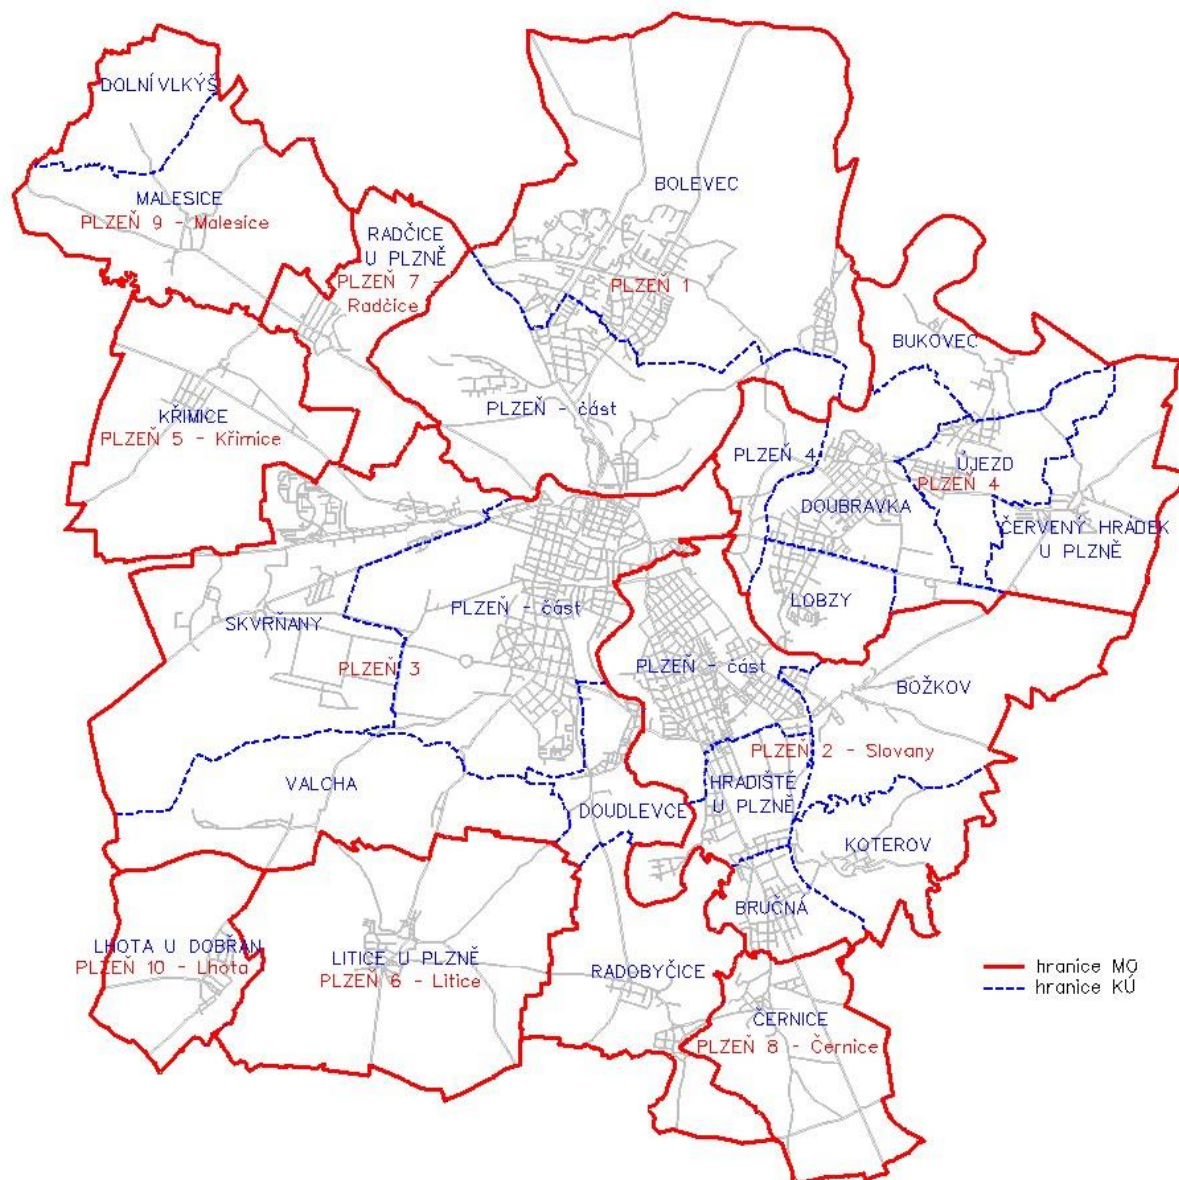 DOLNÍ VLKÝŠ
MALESICE
PLZEŇ 9 - Malesice
RADČICE
U PLZNĚ
PLZEŇ 7 -
Radčice
BOLEVEC
PLZEŇ 1
BUKOVEC
KŘIMICE
PLZEŇ 5 - Křimice
PLZEŇ - část
PLZEŇ 4
ÚJEZD
PLZEŇ 4
DOUBRAVKA
ČERVENÝ HRÁDEK
U PLZNĚ
SKVRŇANY
PLZEŇ - část
LOBZY
PLZEŇ 3
PLZEŇ - část
BOŽKOV
PLZEŇ 2 - Slovany
VALCHA
HRADIŠTĚ
U PLZNĚ
DOUDLEVCE
KOTEROV
BRUČNÁ
LHOTA U DOBŘAN
PLZEŇ 10 - Lhota
LITICE U PLZNĚ
PLZEŇ 6 - Litice
RADOBYČICE
hranice MO
hranice KÚ
ČERNICE
PLZEŇ 8 - Černice